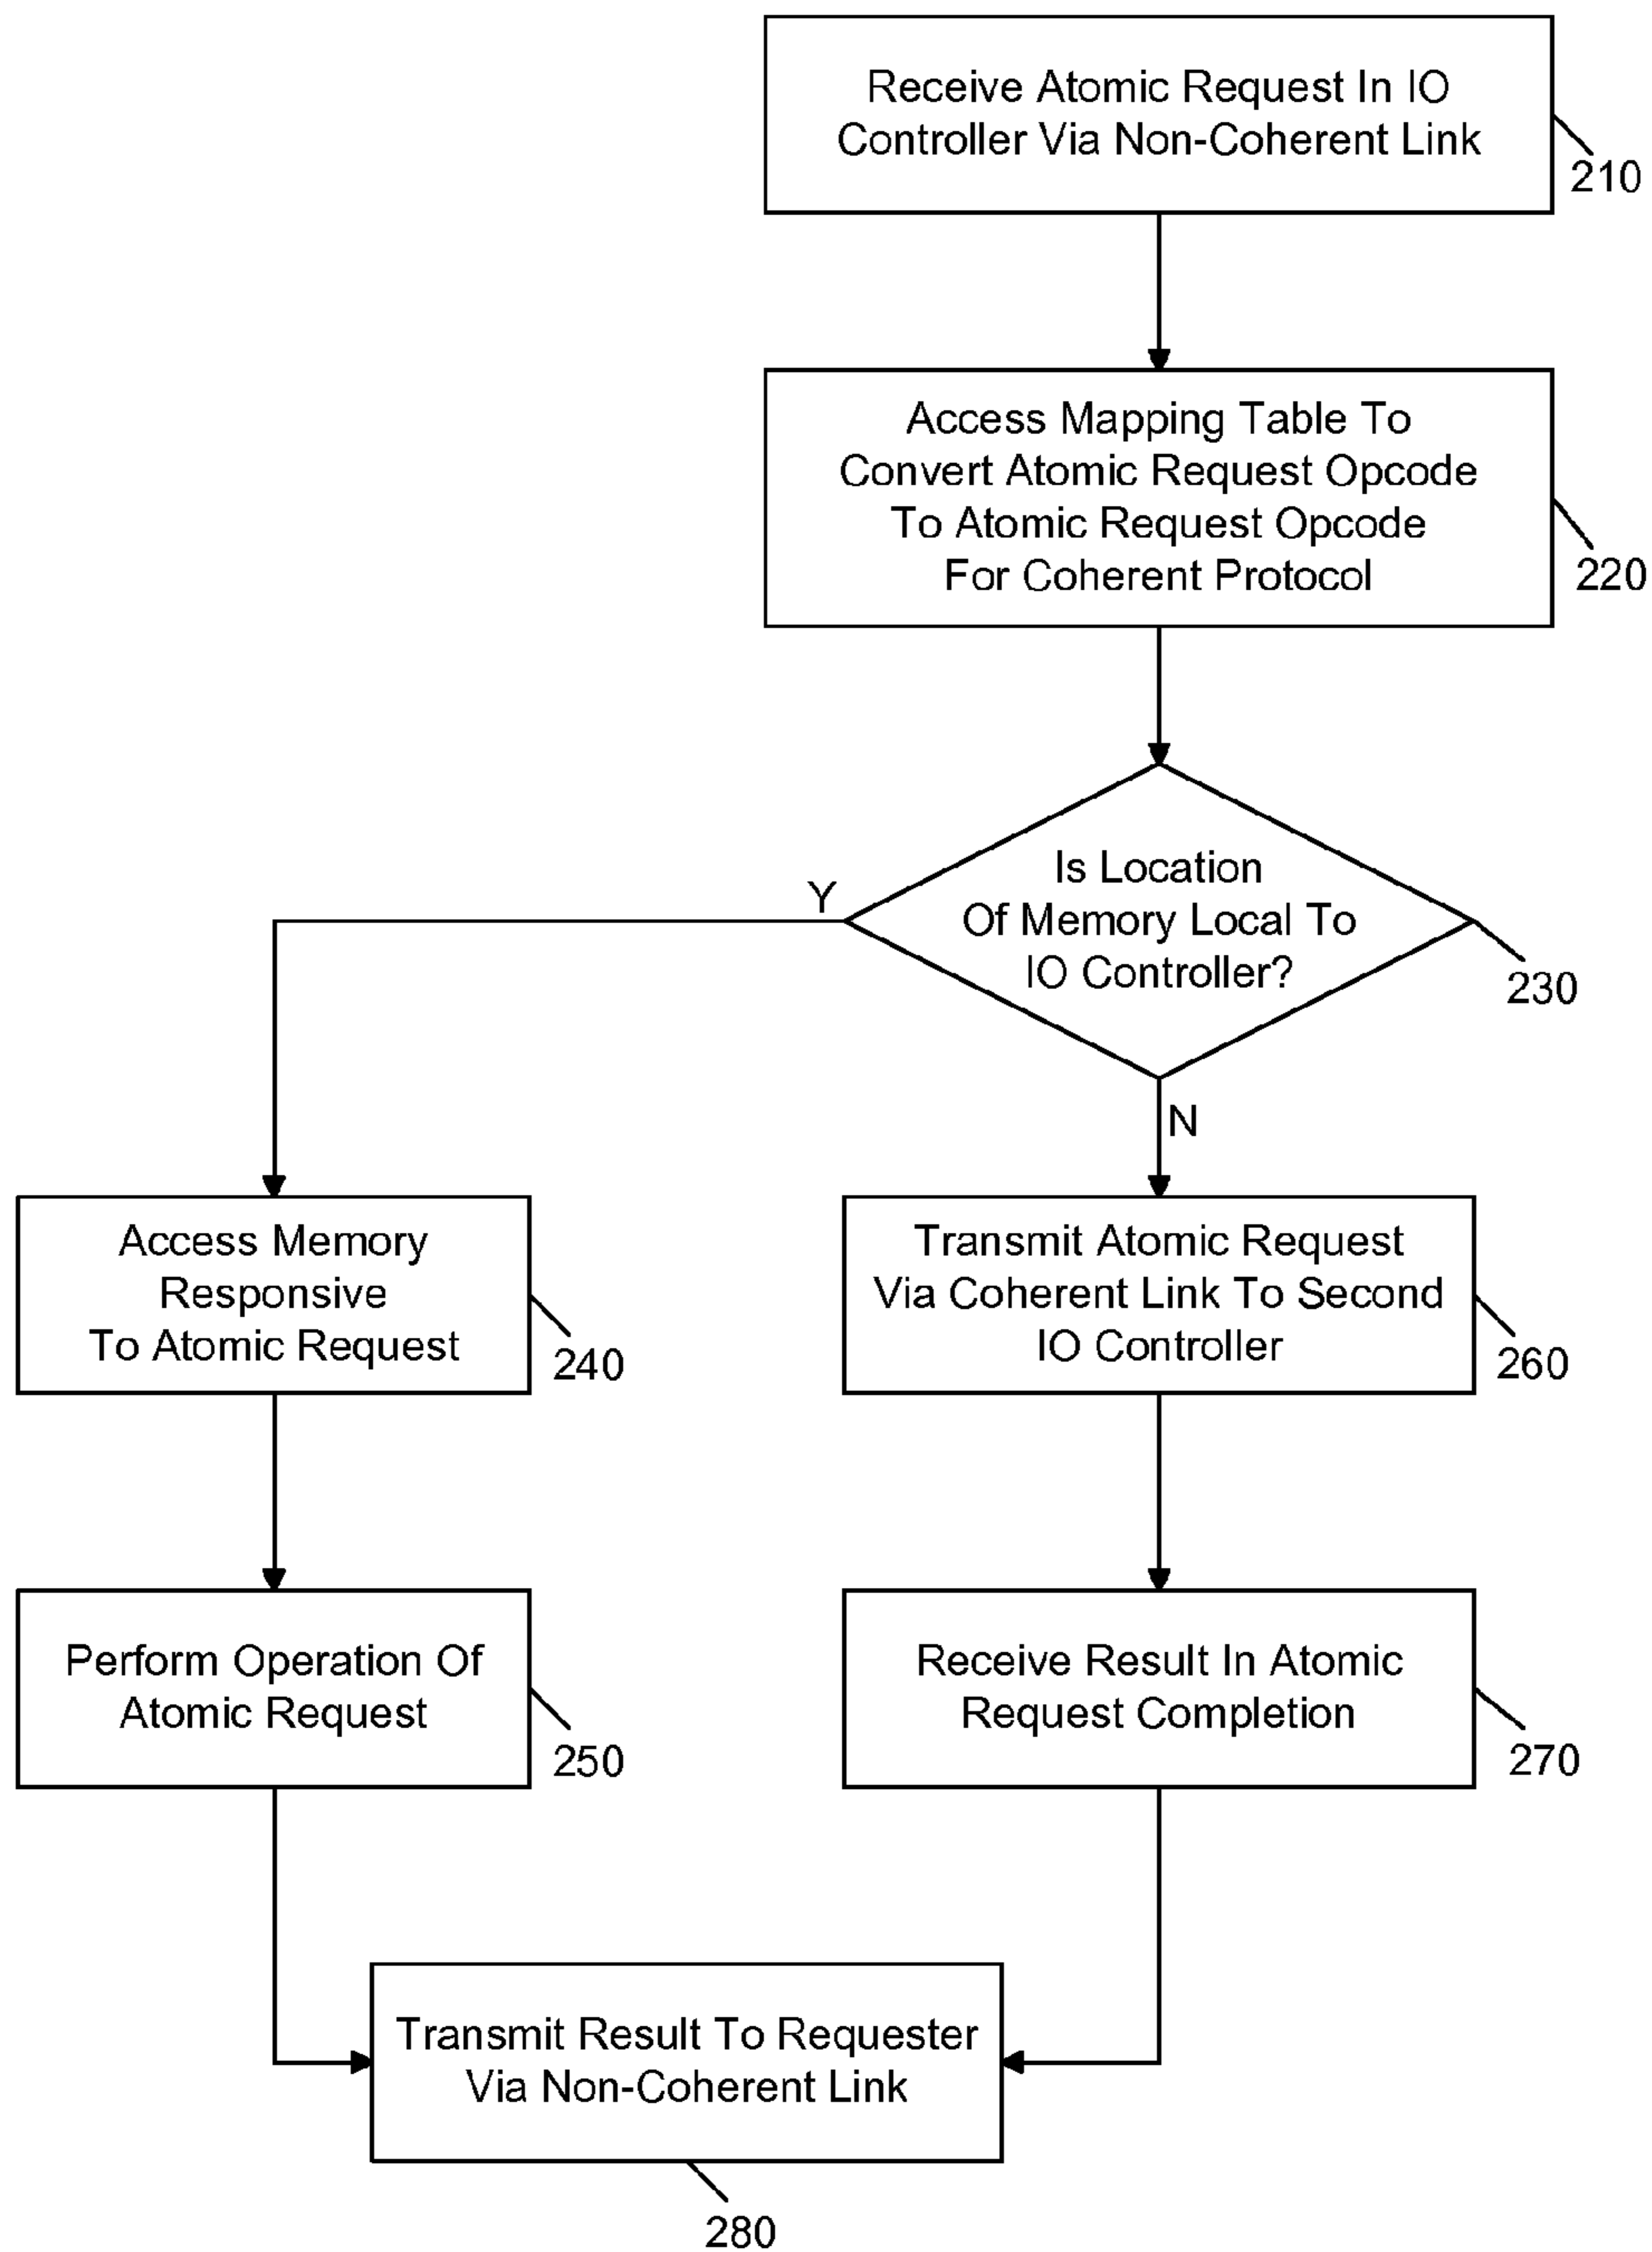 Receive Atomic Request In IO
Controller Via Non-Coherent Link
210
Access Mapping Table To
Convert Atomic Request Opcode
To Atomic Request Opcode
For Coherent Protocol
220
Is Location
Of Memory Local To
IO Controller?
230
Y
N
Access Memory
Responsive
To Atomic Request
240
Transmit Atomic Request
Via Coherent Link To Second
IO Controller
260
Perform Operation Of
Atomic Request
250
Receive Result In Atomic
Request Completion
270
Transmit Result To Requester
Via Non-Coherent Link
280